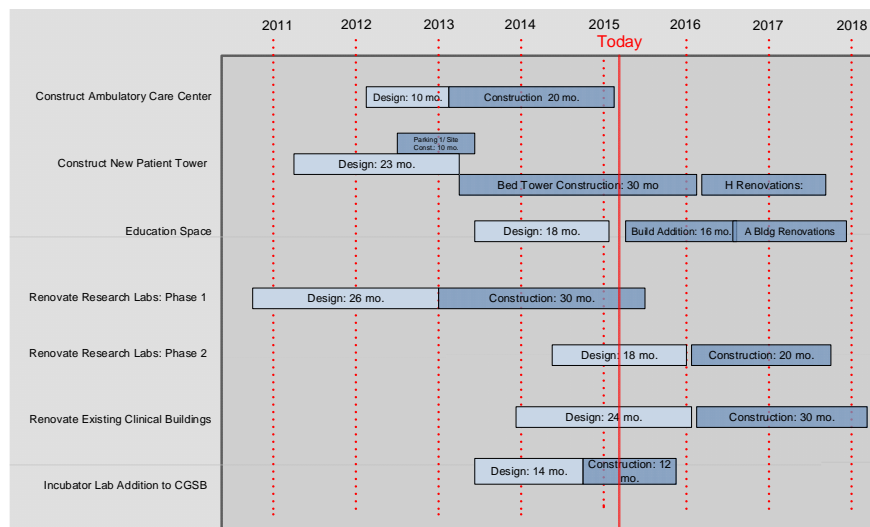 2011 2012 2013 2014 2015 2016 2017 2018
Today
Construct Ambulatory Care Center
Design: 10 mo. Construction 20 mo.
Parking 1/ Site
Const.: 10 mo.
Construct New Patient Tower
Design: 23 mo.
Bed Tower Construction: 30 mo H Renovations:
Education Space
Design: 18 mo. Build Addition: 16 mo. A Bldg Renovations
Renovate Research Labs: Phase 1
Design: 26 mo. Construction: 30 mo.
Renovate Research Labs: Phase 2
Design: 18 mo. Construction: 20 mo.
Renovate Existing Clinical Buildings
Design: 24 mo. Construction: 30 mo.
Incubator Lab Addition to CGSB
Design: 14 mo. Construction: 12
mo.